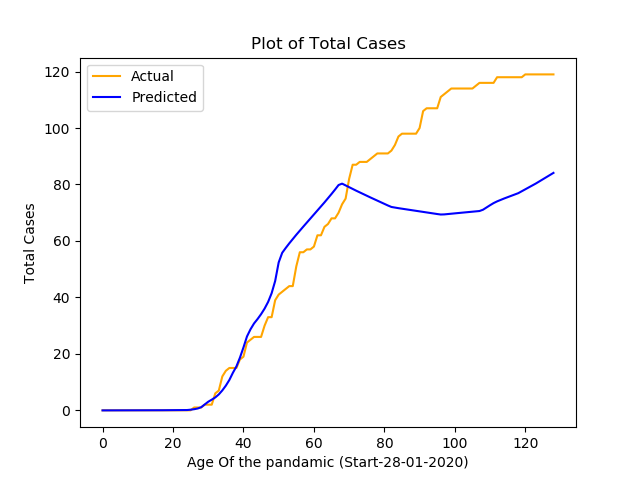 Plot of Total Cases
Actual
Predicted
120
100
80
60
40
20
0
Total Cases
0 20 40 60 80 100 120
Age Of the pandamic (Start-28-01-2020)